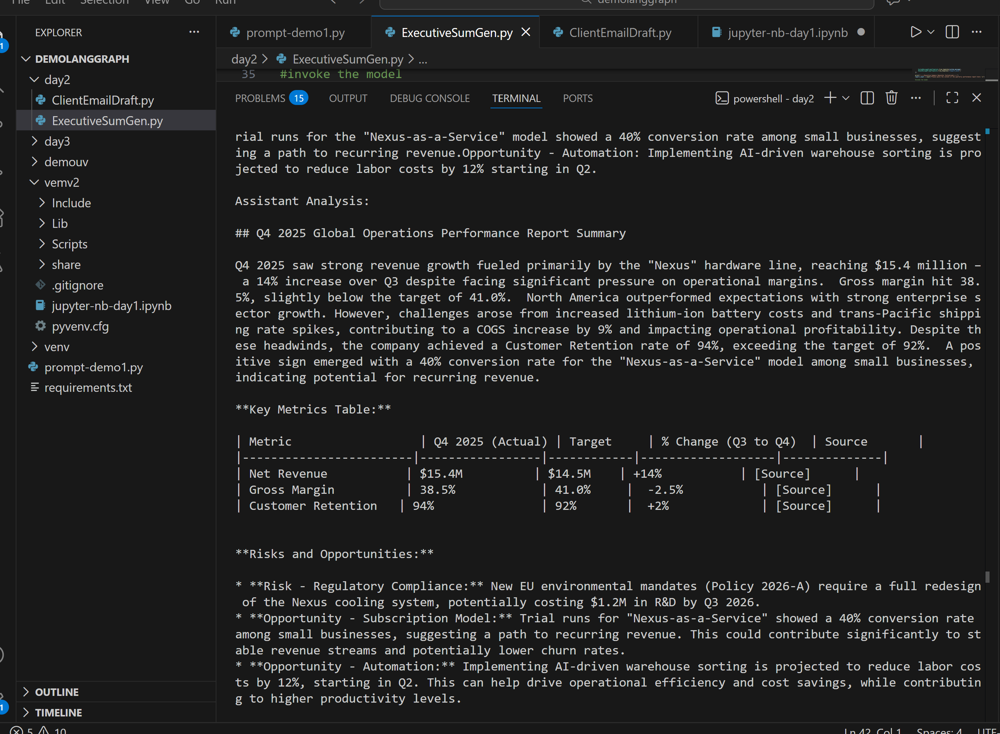 File Edit Selection View Go Run
demolanggraph
EXPLORER
prompt-demo1.py
ExecutiveSumGen.py
ClientEmailDraft.py
jupyter-nb-day1.ipynb
1
DEMOLANGGRAPH
day2
ClientEmailDraft.py
ExecutiveSumGen.py
day3
demouv
vemv2
Include
Lib
Scripts
share
.gitignore
jupyter-nb-day1.ipynb
pyvenv.cfg
venv
prompt-demo1.py
requirements.txt
OUTLINE
1
TIMELINE
5 10
day2 > ExecutiveSumGen.py > ...
35 #invoke the model
PROBLEMS 15 OUTPUT DEBUG CONSOLE TERMINAL PORTS
powershell - day2
rial runs for the "Nexus-as-a-Service" model showed a 40% conversion rate among small businesses, suggest
ing a path to recurring revenue.Opportunity - Automation: Implementing AI-driven warehouse sorting is pro
jected to reduce labor costs by 12% starting in Q2.
Assistant Analysis:
## Q4 2025 Global Operations Performance Report Summary
Q4 2025 saw strong revenue growth fueled primarily by the "Nexus" hardware line, reaching $15.4 million –
a 14% increase over Q3 despite facing significant pressure on operational margins.  Gross margin hit 38.
5%, slightly below the target of 41.0%.  North America outperformed expectations with strong enterprise s
ector growth. However, challenges arose from increased lithium-ion battery costs and trans-Pacific shippi
ng rate spikes, contributing to a COGS increase by 9% and impacting operational profitability. Despite th
ese headwinds, the company achieved a Customer Retention rate of 94%, exceeding the target of 92%.  A pos
itive sign emerged with a 40% conversion rate for the "Nexus-as-a-Service" model among small businesses,
indicating potential for recurring revenue.
**Key Metrics Table:**
| Metric | Q4 2025 (Actual) | Target | % Change (Q3 to Q4) | Source |
|------------------------|-----------------|------------|-------------------|--------------|
| Net Revenue | $15.4M | $14.5M | +14% | [Source] |
| Gross Margin | 38.5% | 41.0% | -2.5% | [Source] |
| Customer Retention | 94% | 92% | +2% | [Source] |
**Risks and Opportunities:**
* **Risk - Regulatory Compliance:** New EU environmental mandates (Policy 2026-A) require a full redesign
of the Nexus cooling system, potentially costing $1.2M in R&D by Q3 2026.
* **Opportunity - Subscription Model:** Trial runs for "Nexus-as-a-Service" showed a 40% conversion rate
among small businesses, suggesting a path to recurring revenue. This could contribute significantly to st
able revenue streams and potentially lower churn rates.
* **Opportunity - Automation:** Implementing AI-driven warehouse sorting is projected to reduce labor cos
ts by 12%, starting in Q2. This can help drive operational efficiency and cost savings, while contributin
g to higher productivity levels.
Ln 42, Col 1 Spaces: 4 UTF-